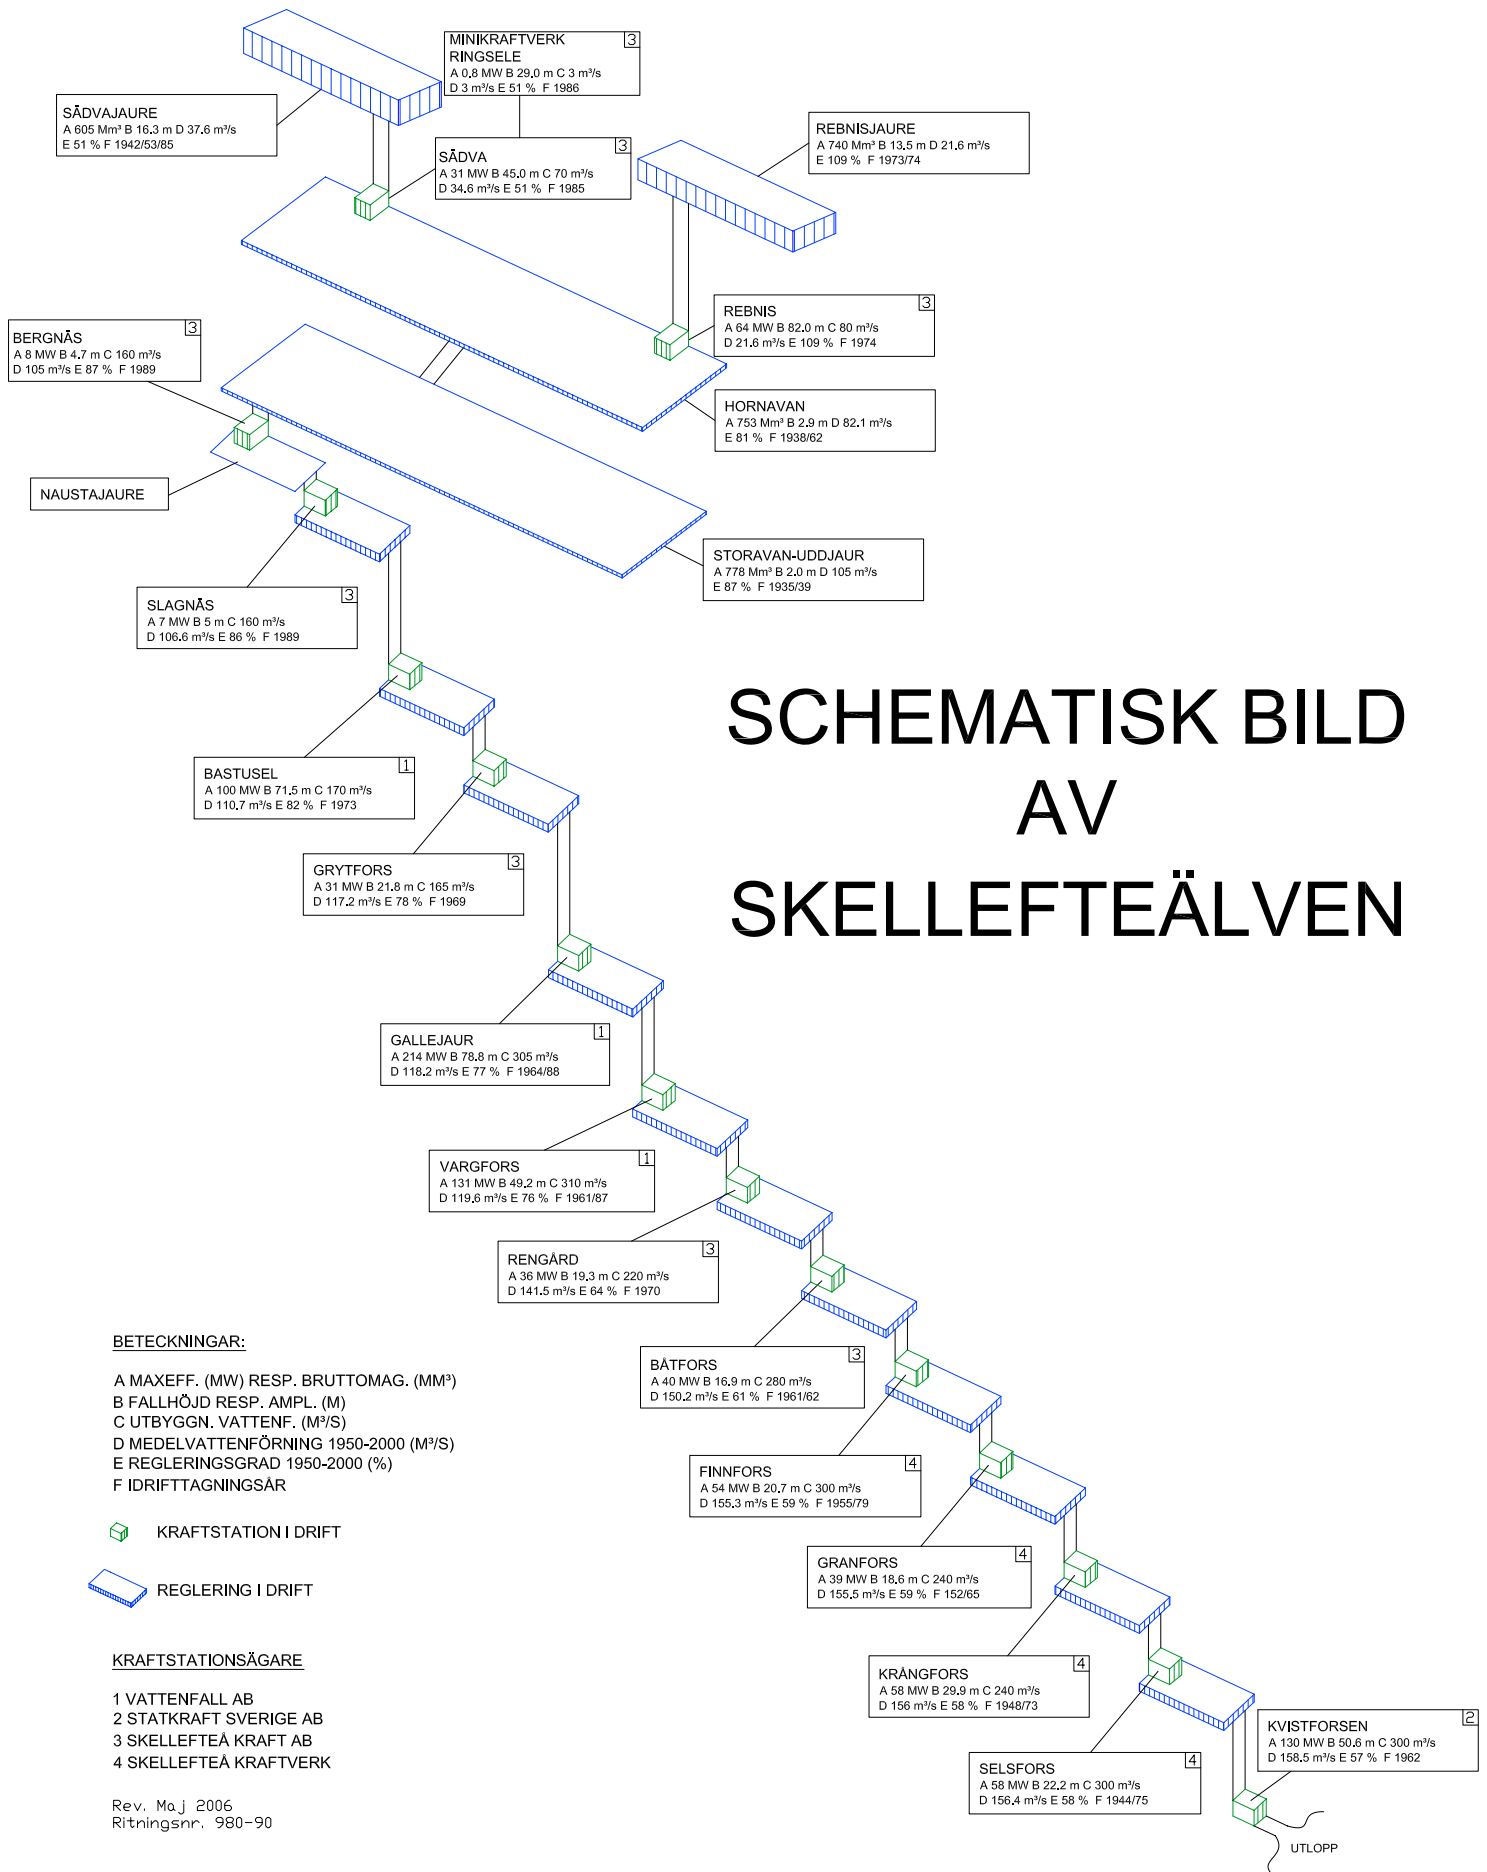 MINIKRAFTVERK 3
RINGSELE
A 0.8 MW B 29.0 m C 3 m³/s
D 3 m³/s E 51 % F 1986
SÄDVAJAURE
A 605 Mm³ B 16.3 m D 37.6 m³/s
E 51 % F 1942/53/85
SÄDVA 3
A 31 MW B 45.0 m C 70 m³/s
D 34.6 m³/s E 51 % F 1985
REBNISJAURE
A 740 Mm³ B 13.5 m D 21.6 m³/s
E 109 % F 1973/74
REBNIS 3
A 64 MW B 82.0 m C 80 m³/s
D 21.6 m³/s E 109 % F 1974
BERGNÄS 3
A 8 MW B 4.7 m C 160 m³/s
D 105 m³/s E 87 % F 1989
HORNAVAN
A 753 Mm³ B 2.9 m D 82.1 m³/s
E 81 % F 1938/62
NAUSTAJAURE
STORAVAN-UDDJAUR
A 778 Mm³ B 2.0 m D 105 m³/s
E 87 % F 1935/39
SLAGNÄS 3
A 7 MW B 5 m C 160 m³/s
D 106.6 m³/s E 86 % F 1989
SCHEMATISK BILD
AV
SKELLEFTEÄLVEN
BASTUSEL 1
A 100 MW B 71.5 m C 170 m³/s
D 110.7 m³/s E 82 % F 1973
GRYTFORS 3
A 31 MW B 21.8 m C 165 m³/s
D 117.2 m³/s E 78 % F 1969
GALLEJAUR 1
A 214 MW B 78.8 m C 305 m³/s
D 118.2 m³/s E 77 % F 1964/88
VARGFORS 1
A 131 MW B 49.2 m C 310 m³/s
D 119.6 m³/s E 76 % F 1961/87
RENGÅRD 3
A 36 MW B 19.3 m C 220 m³/s
D 141.5 m³/s E 64 % F 1970
BÅTFORS 3
A 40 MW B 16.9 m C 280 m³/s
D 150.2 m³/s E 61 % F 1961/62
FINNFORS 4
A 54 MW B 20.7 m C 300 m³/s
D 155.3 m³/s E 59 % F 1955/79
GRANFORS 4
A 39 MW B 18.6 m C 240 m³/s
D 155.5 m³/s E 59 % F 152/65
KRÅNGFORS 4
A 58 MW B 29.9 m C 240 m³/s
D 156 m³/s E 58 % F 1948/73
SELSFORS 4
A 58 MW B 22.2 m C 300 m³/s
D 156.4 m³/s E 58 % F 1944/75
KVISTFORSEN 2
A 130 MW B 50.6 m C 300 m³/s
D 158.5 m³/s E 57 % F 1962
UTLOPP
BETECKNINGAR:
A MAXEFF. (MW) RESP. BRUTTOMAG. (MM³)
B FALLHÖJD RESP. AMPL. (M)
C UTBYGGN. VATTENF. (M³/S)
D MEDELVATTENFÖRNING 1950-2000 (M³/S)
E REGLERINGSGRAD 1950-2000 (%)
F IDRIFTTAGNINGSÅR
KRAFTSTATION I DRIFT
REGLERING I DRIFT
KRAFTSTATIONSÄGARE
1 VATTENFALL AB
2 STATKRAFT SVERIGE AB
3 SKELLEFTEÅ KRAFT AB
4 SKELLEFTEÅ KRAFTVERK
Rev. Maj 2006
Ritningsnr. 980-90